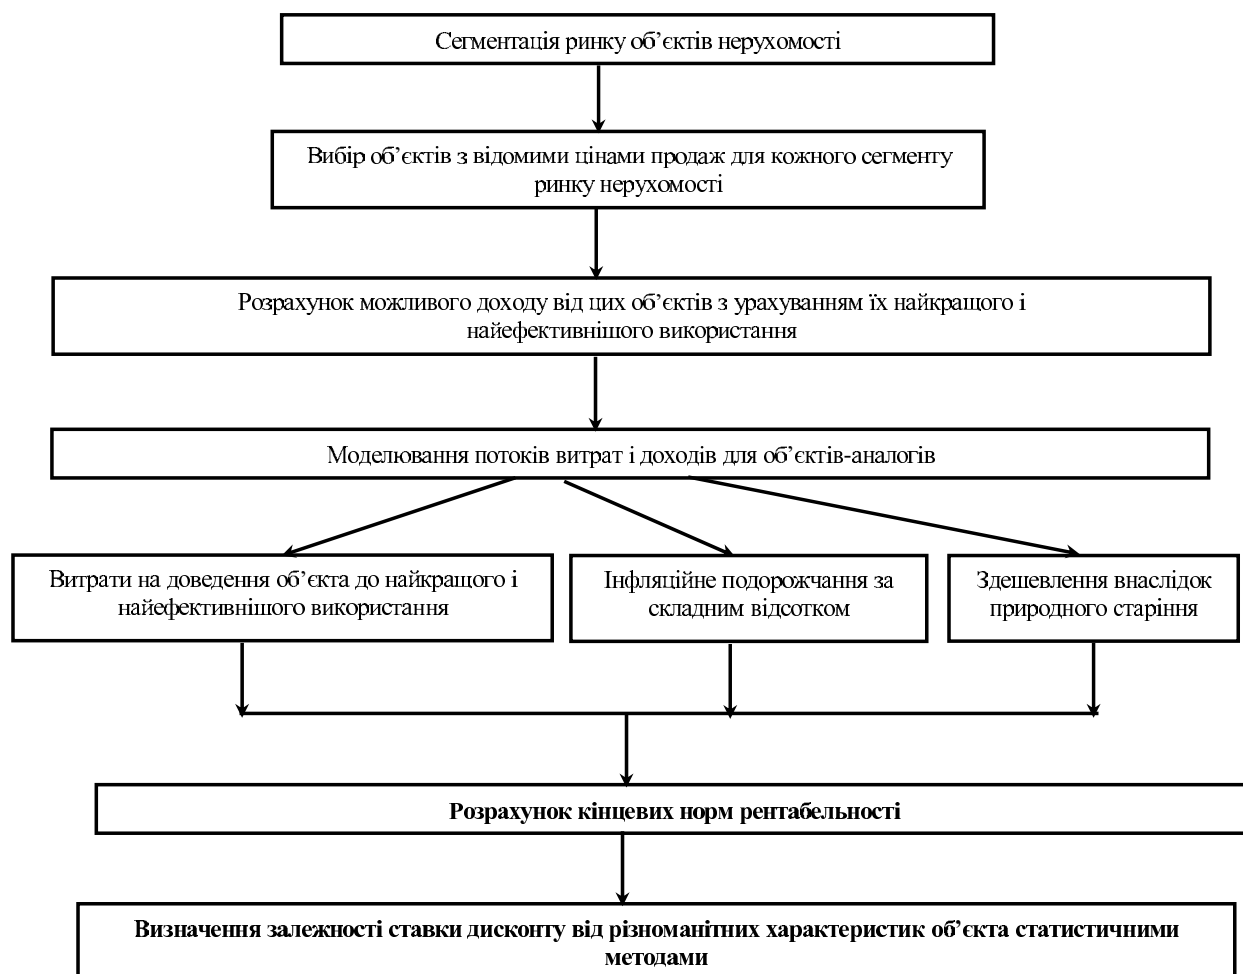 Сегментація ринку об’єктів нерухомості
Вибір об’єктів з відомими цінами продаж для кожного сегменту
ринку нерухомості
Розрахунок можливого доходу від цих об’єктів з урахуванням їх найкращого і
найефективнішого використання
Моделювання потоків витрат і доходів для об’єктів-аналогів
Витрати на доведення об’єкта до найкращого і
найефективнішого використання
Інфляційне подорожчання за
складним відсотком
Здешевлення внаслідок
природного старіння
Розрахунок кінцевих норм рентабельності
Визначення залежності ставки дисконту від різноманітних характеристик об’єкта статистичними
методами